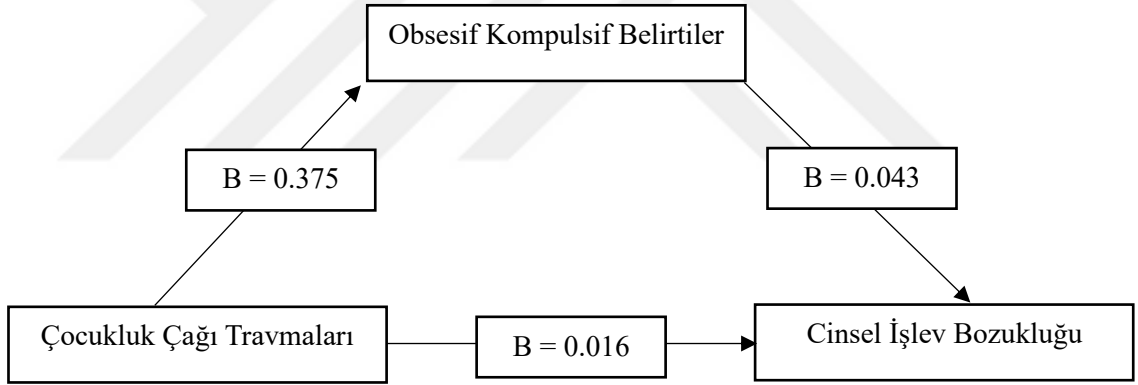 Obsesif Kompulsif Belirtiler
B = 0.375
B = 0.043
Çocukluk Çağı Travmaları
B = 0.016
Cinsel İşlev Bozukluğu